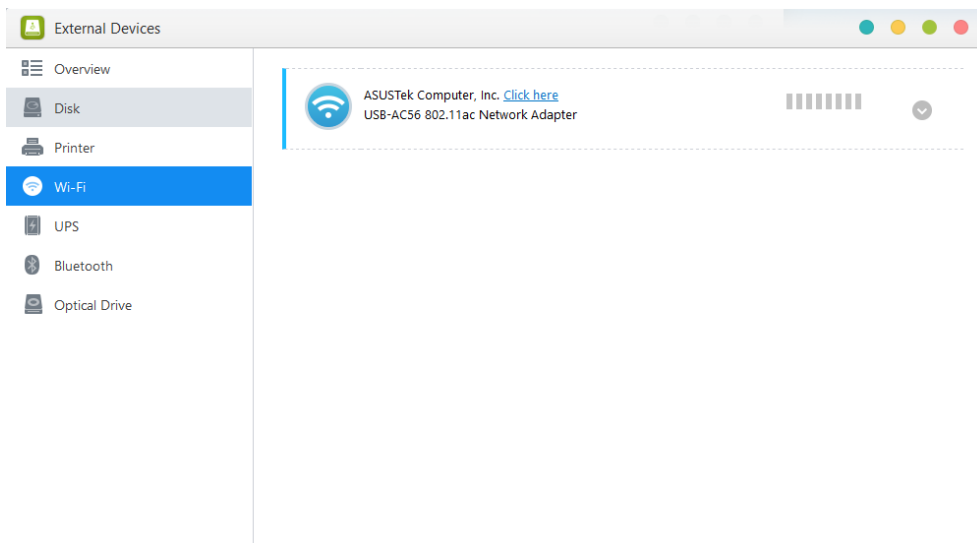 External Devices
Overview
Disk
Printer
Wi-Fi
UPS
Bluetooth
Optical Drive
ASUSTek Computer, Inc. Click here
USB-AC56 802.11ac Network Adapter